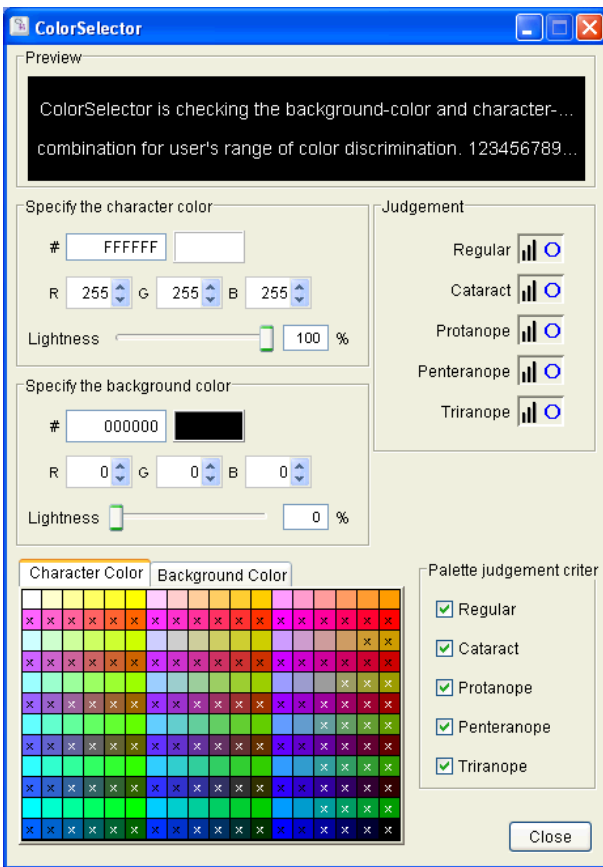 ColorSelector
Preview
ColorSelector is checking the background-color and character-...
combination for user's range of color discrimination. 123456789...
Specify the character color
# FFFFFF
R 255 G 255 B 255
Lightness 100 %
Judgement
Regular
Cataract
Protanope
Penteranope
Triranope
Specify the background color
# 000000
R 0 G 0 B 0
Lightness 0 %
Character Color Background Color
Palette judgement criter
Regular
Cataract
Protanope
Penteranope
Triranope
Close